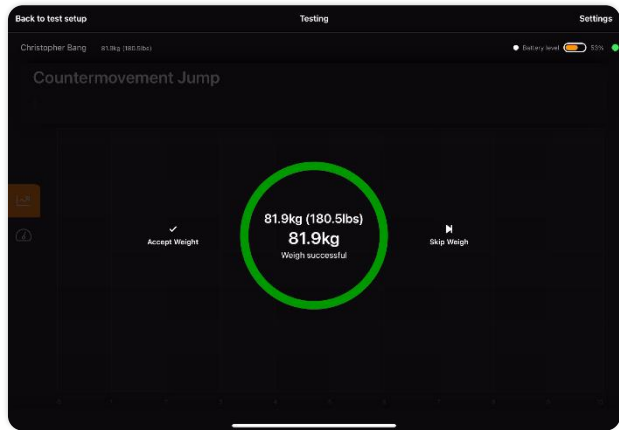 Back to test setup
Testing
Settings
Christopher Bang
81.9kg (180.5lbs)
Battery level
53%
Countermovement Jump
81.9kg (180.5lbs)
81.9kg
Weigh successful
Accept Weight
Skip Weigh